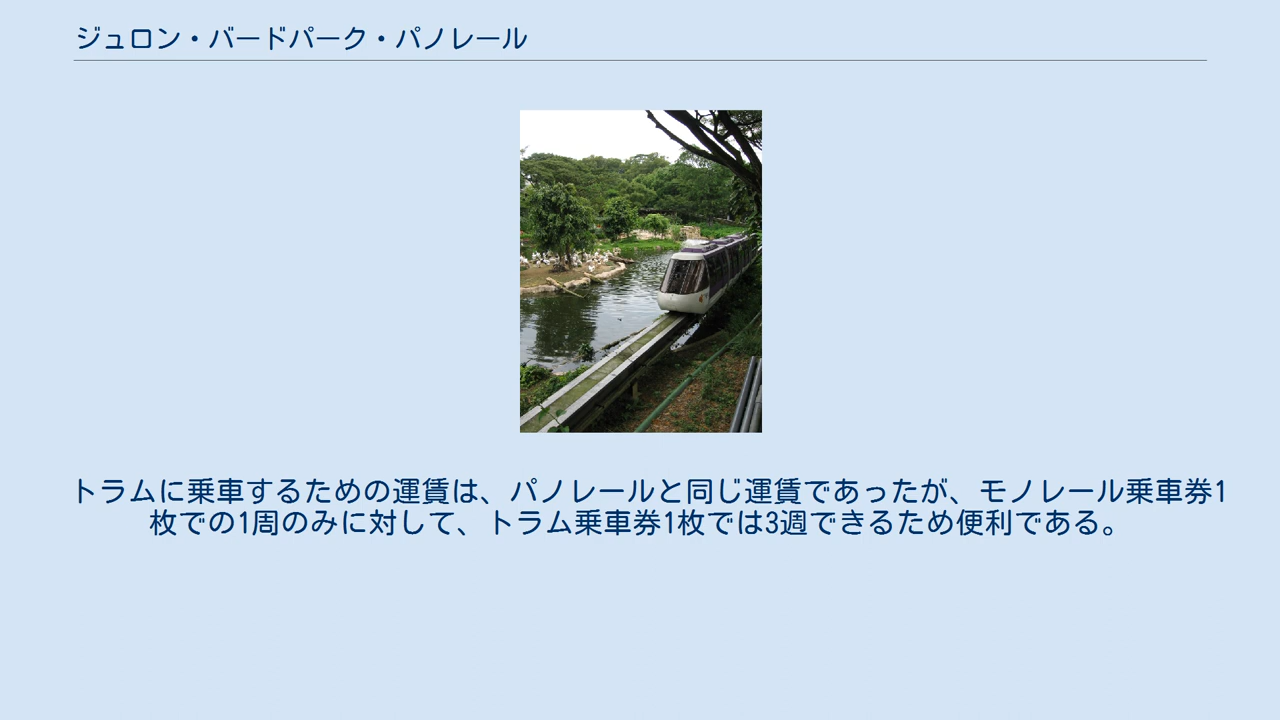 ジュロン・バードパーク・パノレール
トラムに乗車するための運賃は、パノレールと同じ運賃であったが、モノレール乗車券1
枚での1周のみに対して、トラム乗車券1枚では3週できるため便利である。